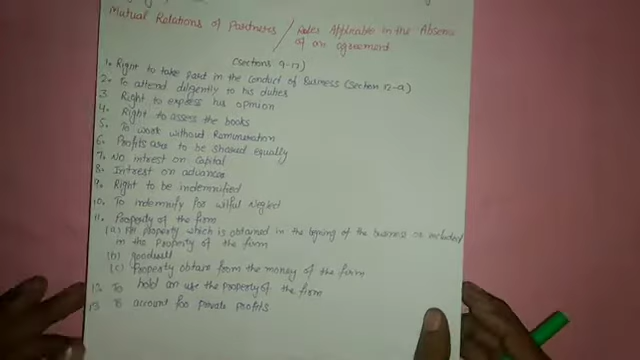 Mutual Relations of Partners / Rules Applicable in the Absence of an agreement
(Sections 9-17)
1. Right to take part in the conduct of Business (Section 12-a)
2. To attend diligently to his duties
3. Right to express his opinion
4. Right to assess the books
5. To work without Remuneration
6. Profits are to be shared equally
7. No intrest on Capital
8. Intrest on advances
9. Right to be indemnified
10. To indemnify for wilful Neglect
11. Property of the firm
(a) All property which is obtained in the of the business or included
in the Property of the firm
(b) goodwill
(c) Property obtane from the money of the firm
12. To hold an use the property of the firm
13 To account for private profits